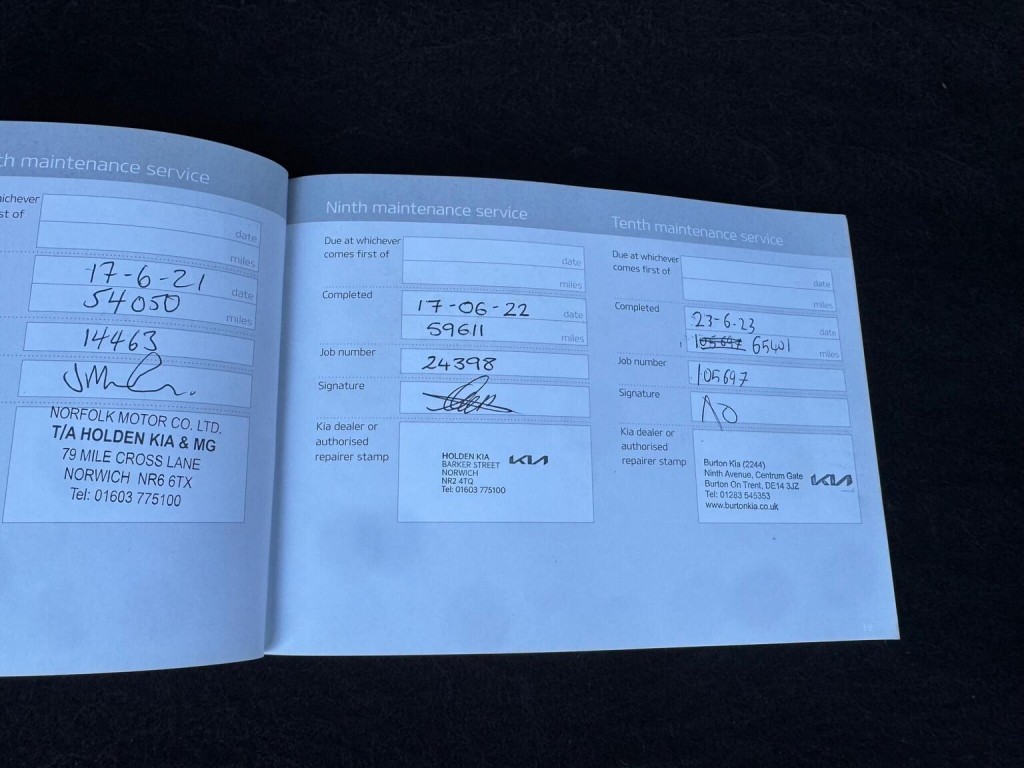 th maintenance service
hichever
st of
date
miles
17-6-21
date
54050
miles
14463
NORFOLK MOTOR CO. LTD.
T/A HOLDEN KIA & MG
79 MILE CROSS LANE
NORWICH NR6 6TX
Tel: 01603 775100
Ninth maintenance service
Due at whichever
comes first of
date
miles
Completed
17-06-22
date
59611
miles
Job number
24398
Signature
Kia dealer or
authorised
repairer stamp
HOLDEN KIA
BARKER STREET
NORWICH
NR2 4TQ
Tel: 01603 775100
KIA
Tenth maintenance service
Due at whichever
comes first of
date
miles
Completed
23-6-23
date
105697 65401
miles
Job number
105697
Signature
AO
Kia dealer or
authorised
repairer stamp
Burton Kia (2244)
Ninth Avenue, Centrum Gate
Burton On Trent, DE14 3JZ
Tel: 01283 545353
www.burtonkia.co.uk
KIA